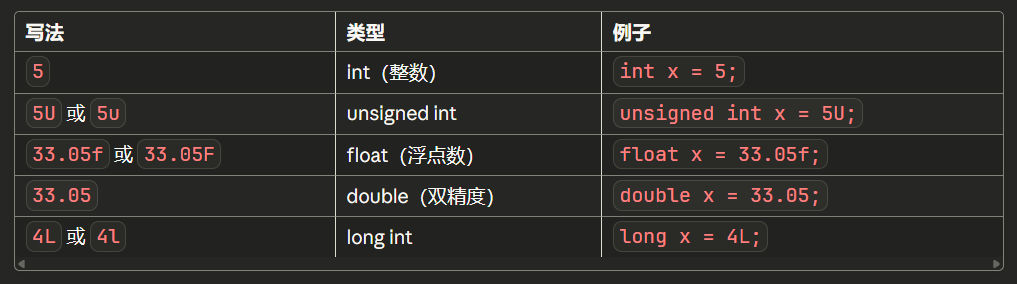 写法 类型 例子
5 int（整数） int x = 5;
5U 或 5u unsigned int unsigned int x = 5U;
33.05f 或 33.05F float（浮点数） float x = 33.05f;
33.05 double（双精度） double x = 33.05;
4L 或 4l long int long x = 4L;